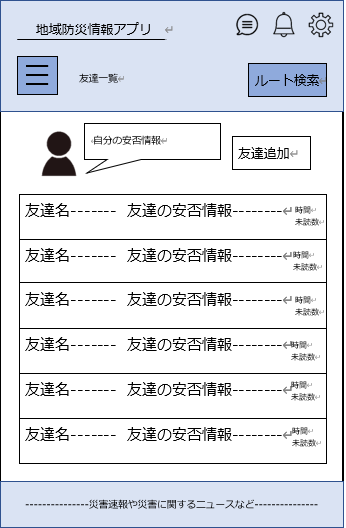 地域防災情報アプリ
友達一覧
ルート検索
自分の安否情報
友達追加
友達名------- 友達の安否情報--------
時間
未読数
友達名------- 友達の安否情報--------
時間
未読数
友達名------- 友達の安否情報--------
時間
未読数
友達名------- 友達の安否情報--------
時間
未読数
友達名------- 友達の安否情報--------
時間
未読数
友達名------- 友達の安否情報--------
時間
未読数
---------------災害速報や災害に関するニュースなど---------------